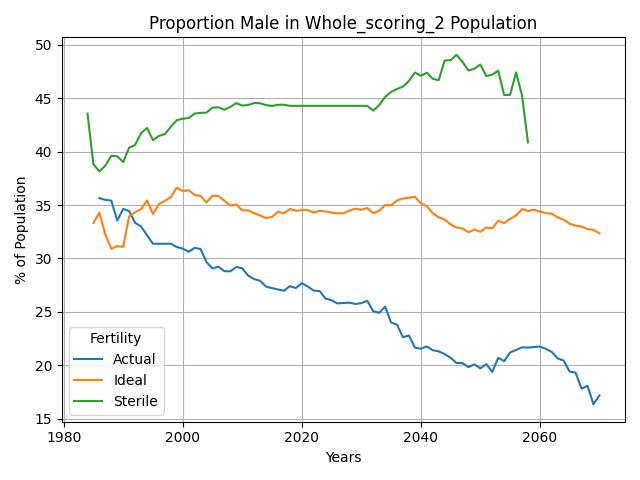 Proportion Male in Whole_scoring_2 Population
% of Population
50
45
40
35
30
25
20
15
Fertility
Actual
Ideal
Sterile
1980 2000 2020 2040 2060
Years